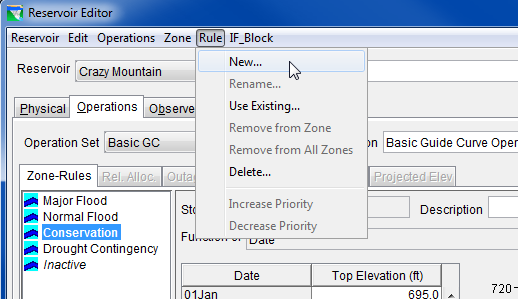 Reservoir Editor
Reservoir Edit Operations Zone Rule IF_Block
Reservoir Crazy Mountain
New...
Rename...
Use Existing...
Remove from Zone
Remove from All Zones
Delete...
Increase Priority
Decrease Priority
Physical Operations Observe
Operation Set Basic GC Basic Guide Curve Oper
Zone-Rules Rel. Alloc. Outa Projected Elev
Major Flood
Normal Flood
Conservation
Drought Contingency
Inactive
Sto Description
Function of Date
Date Top Elevation (ft)
01Jan 695.0
720